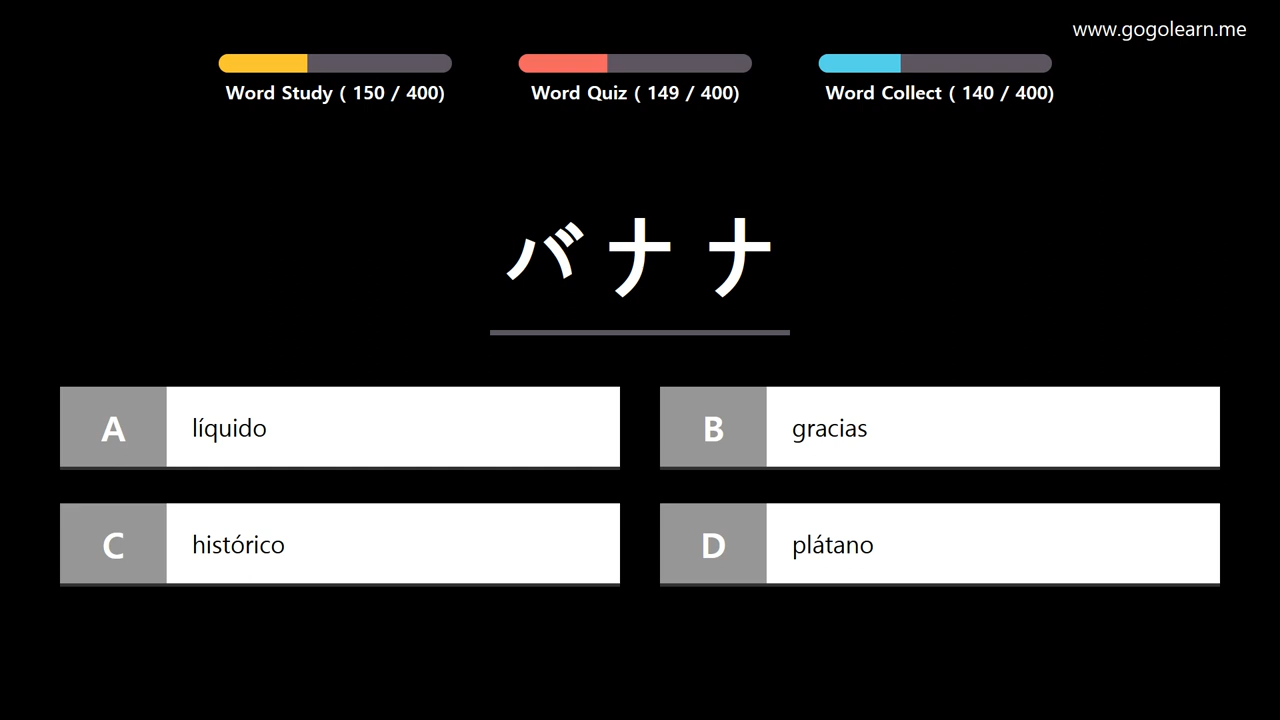 www.gogolearn.me
Word Study ( 150 / 400)
Word Quiz ( 149 / 400)
Word Collect ( 140 / 400)
バナナ
A líquido
B gracias
C histórico
D plátano